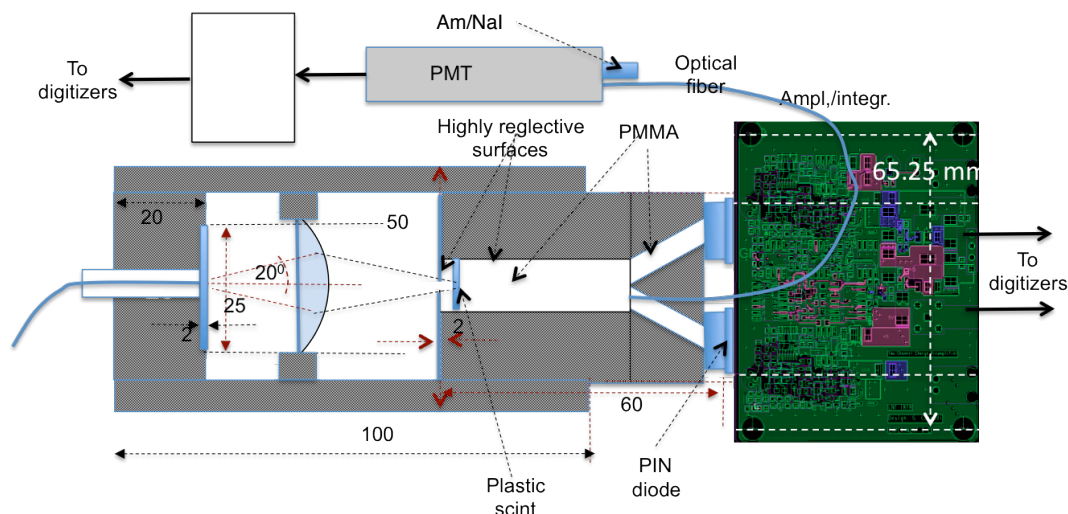 Am/NaI
To
digitizers
PMT
Optical
fiber
Ampl,/integr.
Highly reglective
surfaces
PMMA
65.25 mm
20
50
20⁰
25
2
2
To
digitizers
60
100
Plastic
scint
PIN
diode